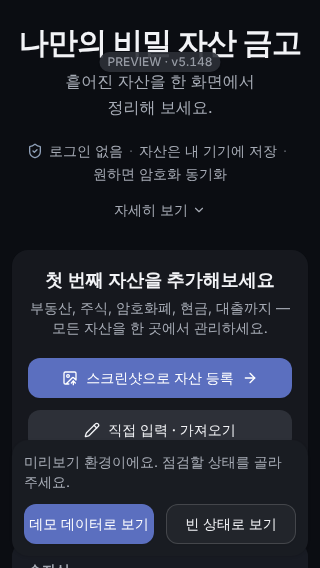 나만의 비밀 자산 금고
PREVIEW · v5.148
흩어진 자산을 한 화면에서
정리해 보세요.
로그인 없음 · 자산은 내 기기에 저장 ·
원하면 암호화 동기화
자세히 보기
첫 번째 자산을 추가해보세요
부동산, 주식, 암호화폐, 현금, 대출까지 —
모든 자산을 한 곳에서 관리하세요.
스크린샷으로 자산 등록
직접 입력 · 가져오기
미리보기 환경이에요. 점검할 상태를 골라
주세요.
데모 데이터로 보기
빈 상태로 보기